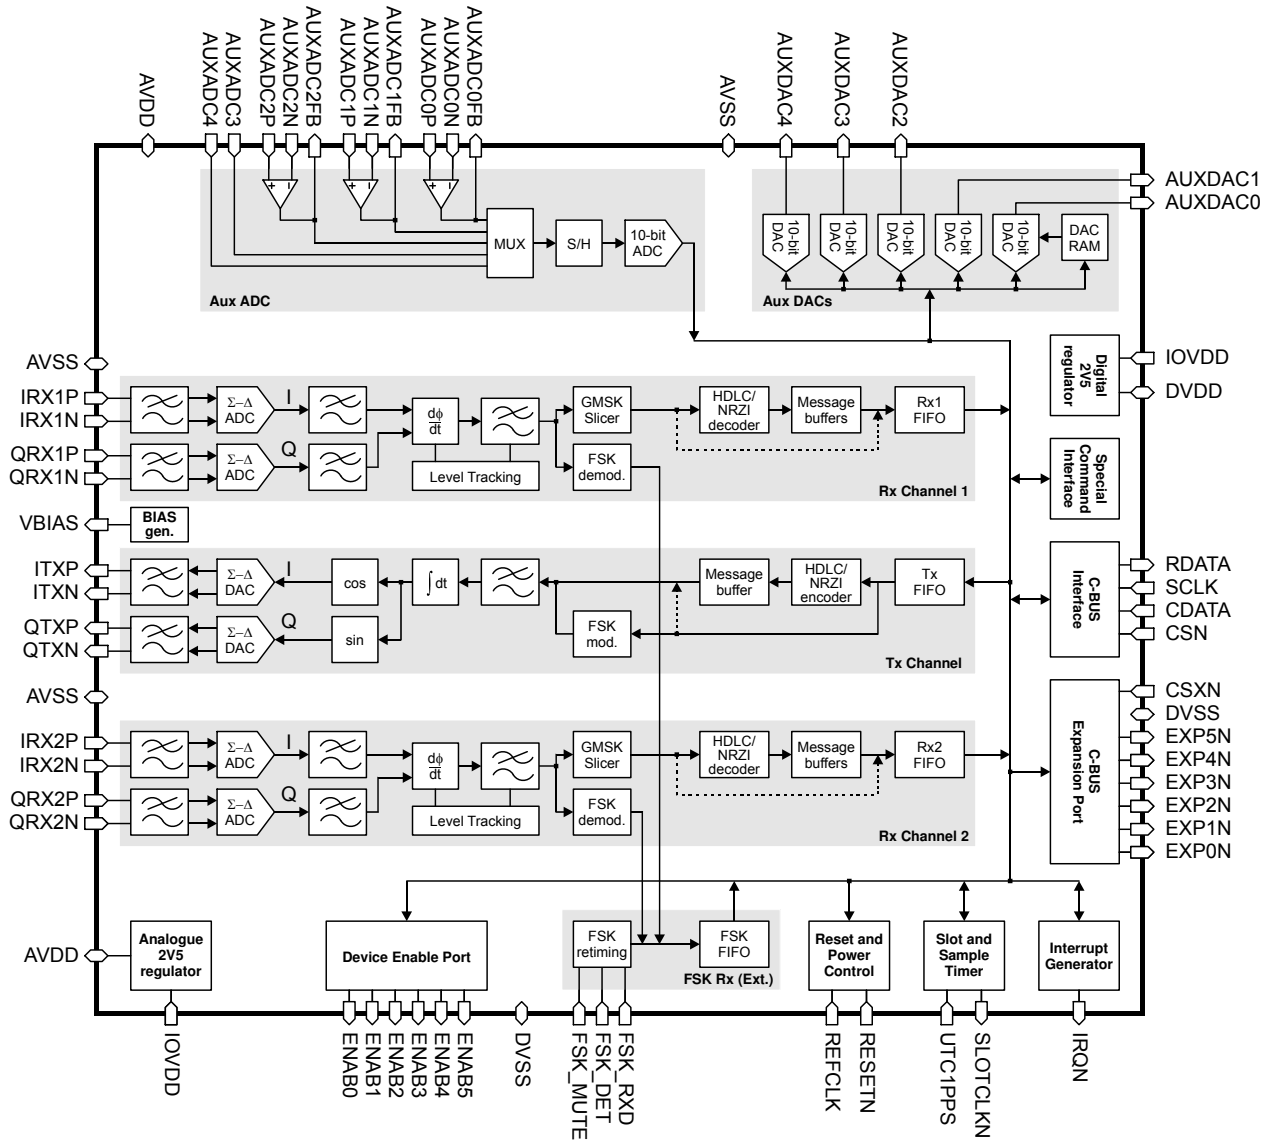 AVDD
AUXADC4
AUXADC3
AUXADC2P
AUXADC2N
AUXADC2FB
AUXADC1P
AUXADC1N
AUXADC1FB
AUXADC0P
AUXADC0N
AUXADC0FB
AVSS
AUXDAC4
AUXDAC3
AUXDAC2
AUXDAC1
AUXDAC0
+ −
+ −
+ −
MUX
S/H
10-bit
ADC
Aux ADC
10-bit
DAC
10-bit
DAC
10-bit
DAC
10-bit
DAC
10-bit
DAC
DAC
RAM
Aux DACs
AVSS
IRX1P
IRX1N
QRX1P
QRX1N
Σ−Δ
ADC
I
Σ−Δ
ADC
Q
dϕ
dt
Level Tracking
GMSK
Slicer
FSK
demod.
HDLC/
NRZI
decoder
Message
buffers
Rx1
FIFO
Rx Channel 1
Digital
2V5
regulator
IOVDD
DVDD
Special
Command
Interface
VBIAS
BIAS
gen.
ITXP
ITXN
QTXP
QTXN
Σ−Δ
DAC
I
Σ−Δ
DAC
Q
cos
sin
∫dt
FSK
mod.
Message
buffer
HDLC/
NRZI
encoder
Tx
FIFO
Tx Channel
C-BUS
Interface
RDATA
SCLK
CDATA
CSN
AVSS
IRX2P
IRX2N
QRX2P
QRX2N
Σ−Δ
ADC
I
Σ−Δ
ADC
Q
dϕ
dt
Level Tracking
GMSK
Slicer
FSK
demod.
HDLC/
NRZI
decoder
Message
buffers
Rx2
FIFO
Rx Channel 2
C-BUS
Expansion Port
CSXN
DVSS
EXP5N
EXP4N
EXP3N
EXP2N
EXP1N
EXP0N
AVDD
Analogue
2V5
regulator
IOVDD
Device Enable Port
ENAB0
ENAB1
ENAB2
ENAB3
ENAB4
ENAB5
DVSS
FSK
retiming
FSK
FIFO
FSK Rx (Ext.)
FSK_MUTE
FSK_DET
FSK_RXD
Reset and
Power
Control
REFCLK
RESETN
Slot and
Sample
Timer
UTC1PPS
SLOTCLKN
Interrupt
Generator
IRQN